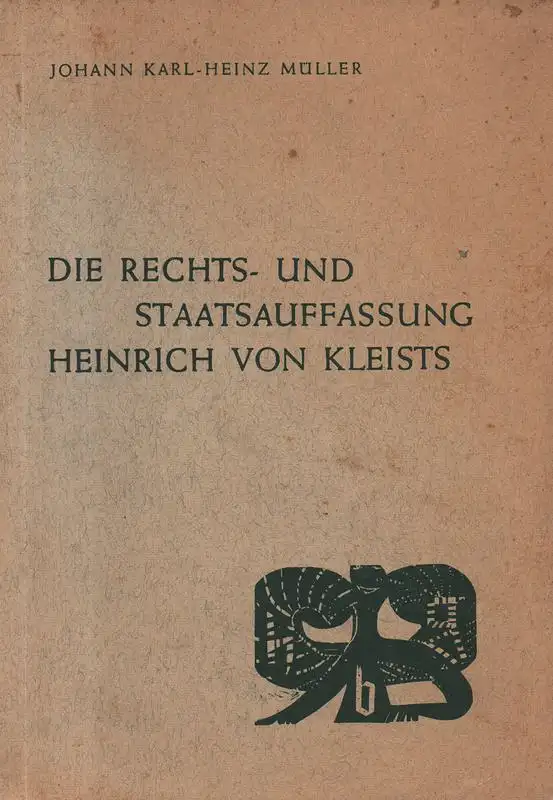 JOHANN KARL-HEINZ MÜLLER
DIE RECHTS- UND
STAATSAUFFASSUNG
HEINRICH VON KLEISTS
b